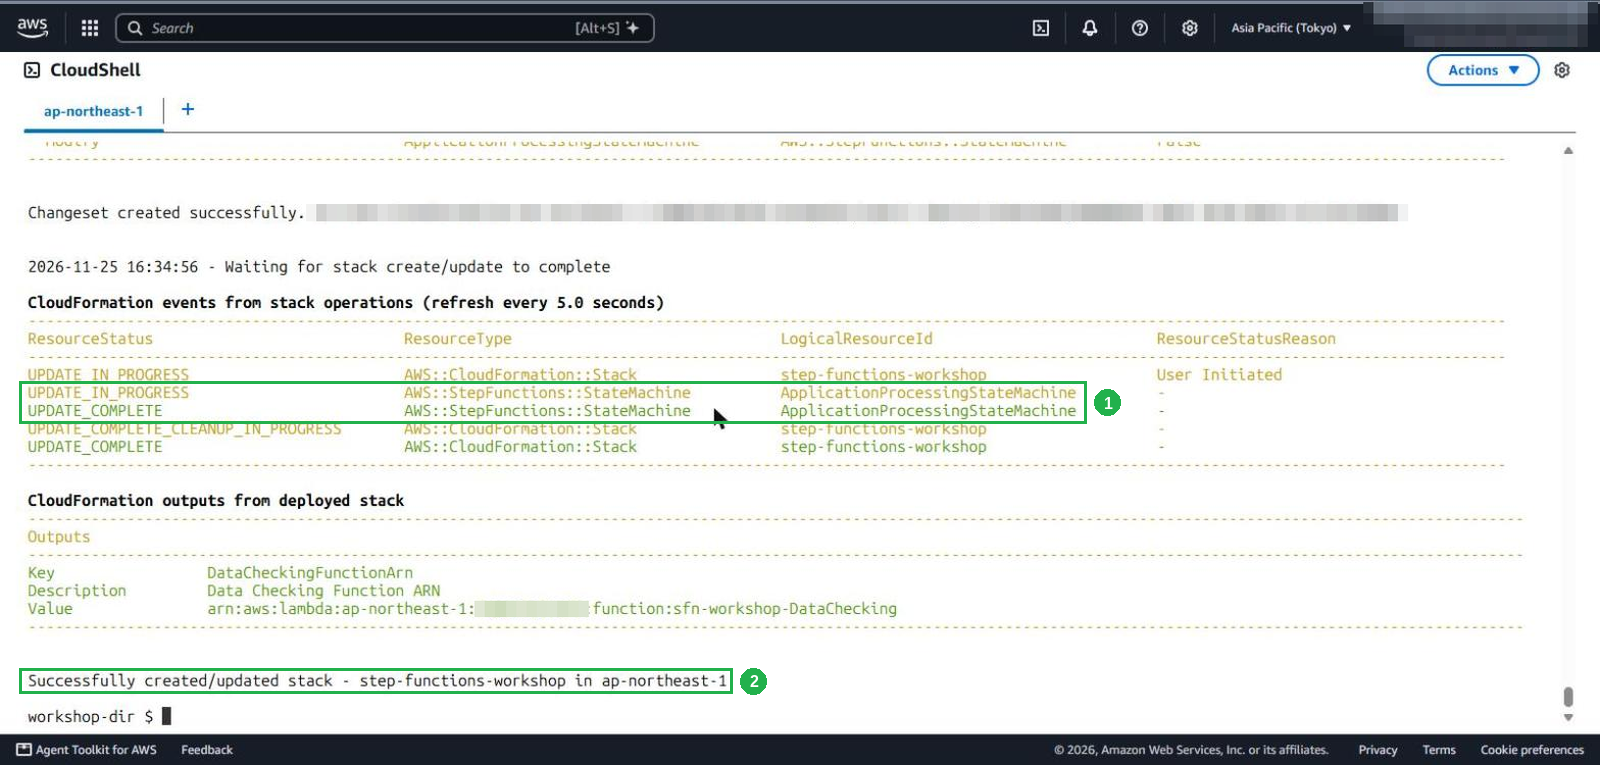 aws Search [Alt+S] Asia Pacific (Tokyo)
CloudShell Actions
ap-northeast-1 +
Modify ApplicationProcessingStateMachine AWS::StepFunctions::StateMachine False
Changeset created successfully.
2026-11-25 16:34:56 - Waiting for stack create/update to complete
CloudFormation events from stack operations (refresh every 5.0 seconds)
ResourceStatus ResourceType LogicalResourceId ResourceStatusReason
UPDATE_IN_PROGRESS AWS::CloudFormation::Stack step-functions-workshop User Initiated
UPDATE_IN_PROGRESS AWS::StepFunctions::StateMachine ApplicationProcessingStateMachine -
1
UPDATE_COMPLETE AWS::StepFunctions::StateMachine ApplicationProcessingStateMachine -
UPDATE_COMPLETE_CLEANUP_IN_PROGRESS AWS::CloudFormation::Stack step-functions-workshop -
UPDATE_COMPLETE AWS::CloudFormation::Stack step-functions-workshop -
CloudFormation outputs from deployed stack
Outputs
Key DataCheckingFunctionArn
Description Data Checking Function ARN
Value arn:aws:lambda:ap-northeast-1: :function:sfn-workshop-DataChecking
Successfully created/updated stack - step-functions-workshop in ap-northeast-1 2
workshop-dir $
Agent Toolkit for AWS Feedback © 2026, Amazon Web Services, Inc. or its affiliates. Privacy Terms Cookie preferences